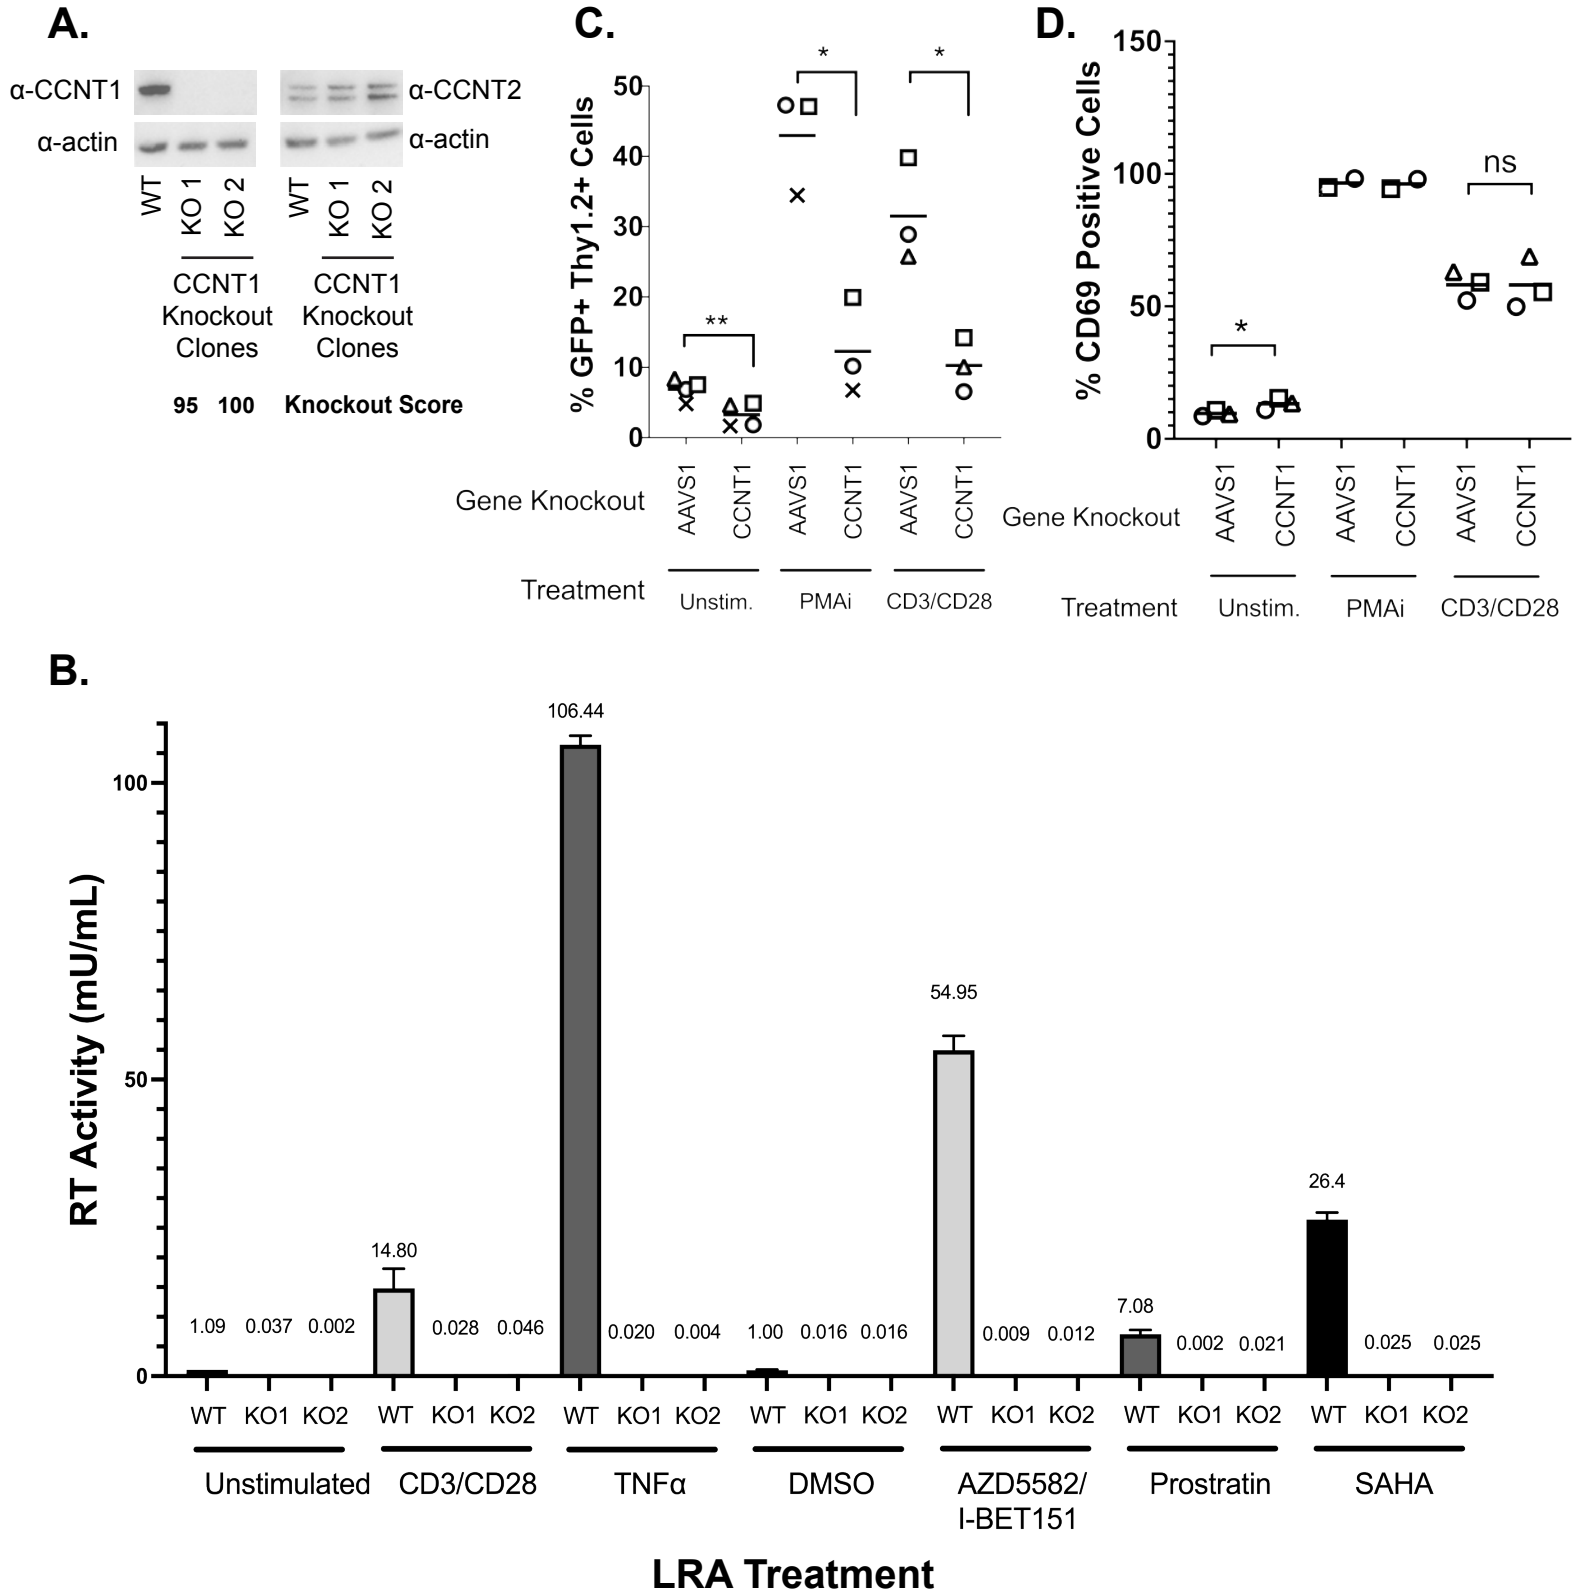 A.
α-CCNT1
α-CCNT2
α-actin
α-actin
WT
KO 1
KO 2
WT
KO 1
KO 2
CCNT1
Knockout
Clones
CCNT1
Knockout
Clones
95 100 Knockout Score
C.
% GFP+ Thy1.2+ Cells
50
40
30
20
10
0
**
*
*
Gene Knockout
AAVS1
CCNT1
AAVS1
CCNT1
AAVS1
CCNT1
Treatment
Unstim.
PMAi
CD3/CD28
D.
% CD69 Positive Cells
150
100
50
0
*
ns
Gene Knockout
AAVS1
CCNT1
AAVS1
CCNT1
AAVS1
CCNT1
Treatment
Unstim.
PMAi
CD3/CD28
B.
RT Activity (mU/mL)
100
50
0
1.09 0.037 0.002
14.80 0.028 0.046
106.44 0.020 0.004
1.00 0.016 0.016
54.95 0.009 0.012
7.08 0.002 0.021
26.4 0.025 0.025
WT KO1 KO2 WT KO1 KO2 WT KO1 KO2 WT KO1 KO2 WT KO1 KO2 WT KO1 KO2 WT KO1 KO2
Unstimulated
CD3/CD28
TNFα
DMSO
AZD5582/
I-BET151
Prostratin
SAHA
LRA Treatment